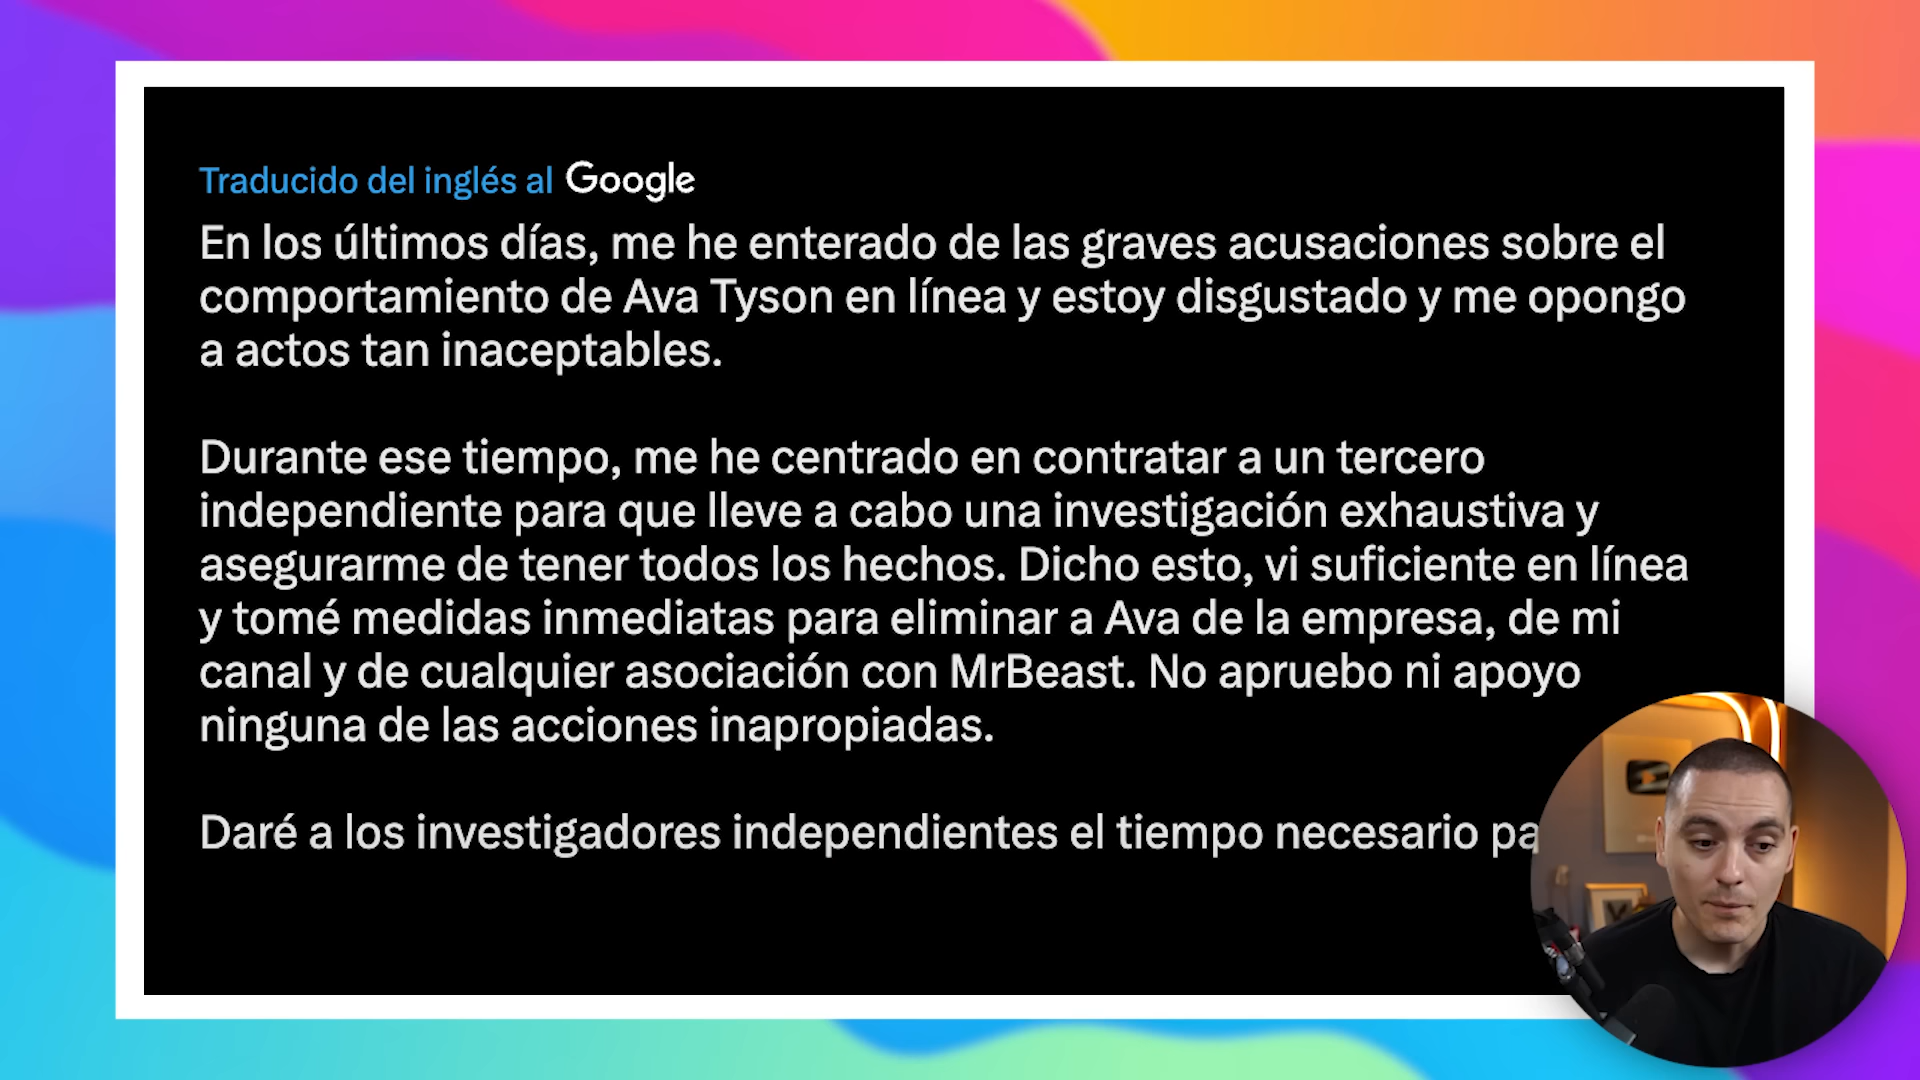 Traducido del inglés al Google
En los últimos días, me he enterado de las graves acusaciones sobre el
comportamiento de Ava Tyson en línea y estoy disgustado y me opongo
a actos tan inaceptables.
Durante ese tiempo, me he centrado en contratar a un tercero
independiente para que lleve a cabo una investigación exhaustiva y
asegurarme de tener todos los hechos. Dicho esto, vi suficiente en línea
y tomé medidas inmediatas para eliminar a Ava de la empresa, de mi
canal y de cualquier asociación con MrBeast. No apruebo ni apoyo
ninguna de las acciones inapropiadas.
Daré a los investigadores independientes el tiempo necesario